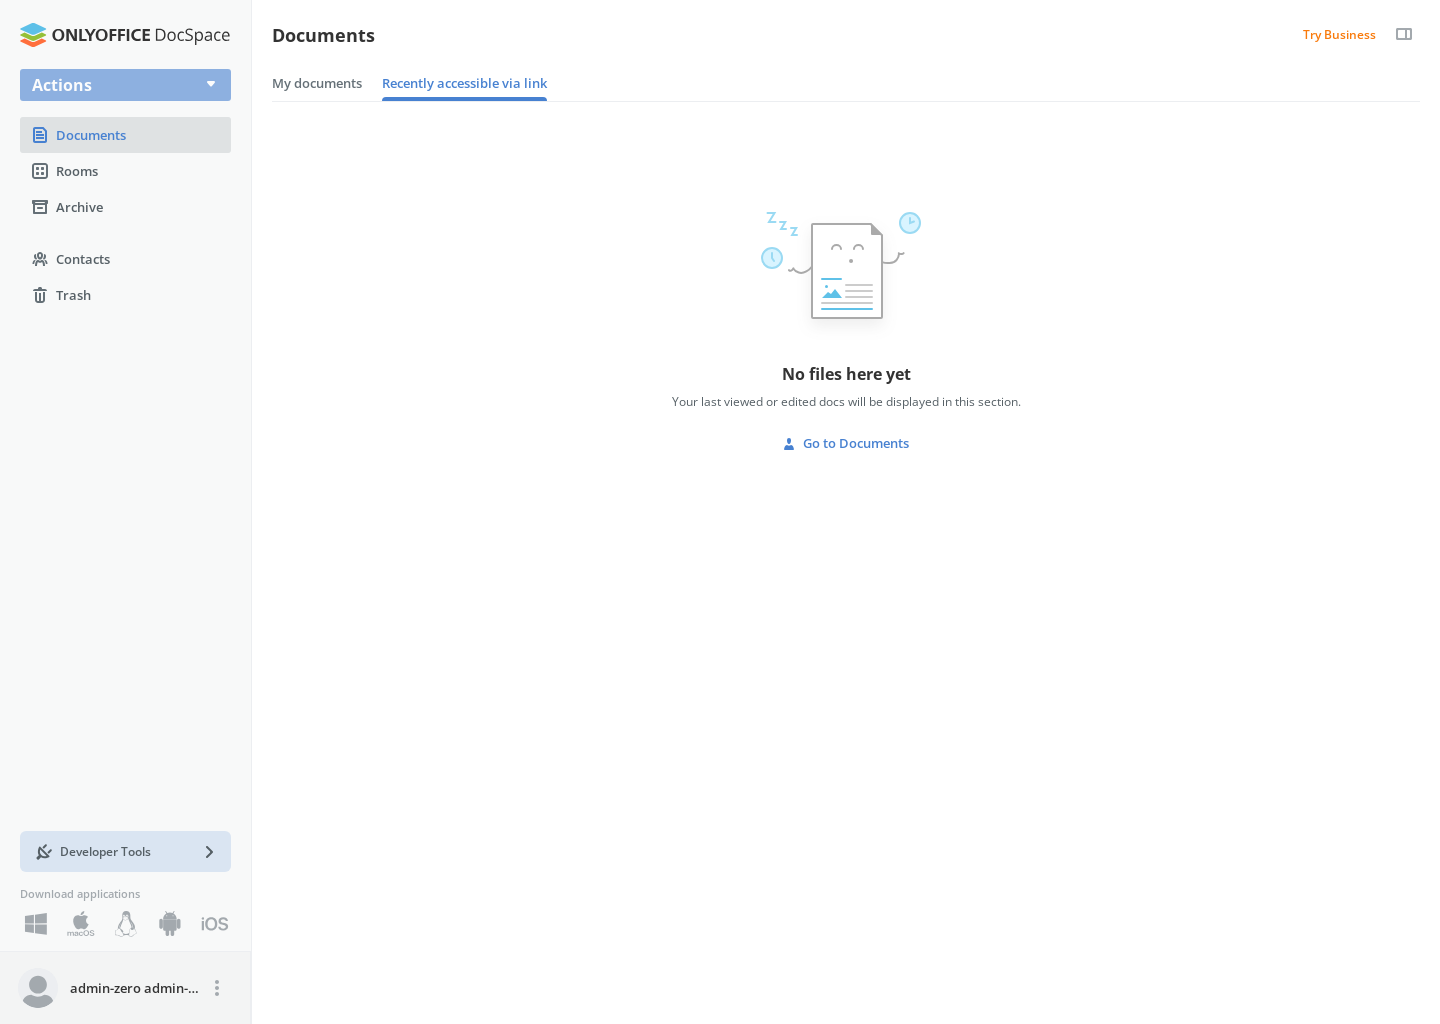 ONLYOFFICE DocSpace
Actions
Documents
Rooms
Archive
Contacts
Trash
Developer Tools
Download applications
macOS
iOS
admin-zero admin-...
Documents
Try Business
My documents
Recently accessible via link
Z
Z
Z
No files here yet
Your last viewed or edited docs will be displayed in this section.
Go to Documents